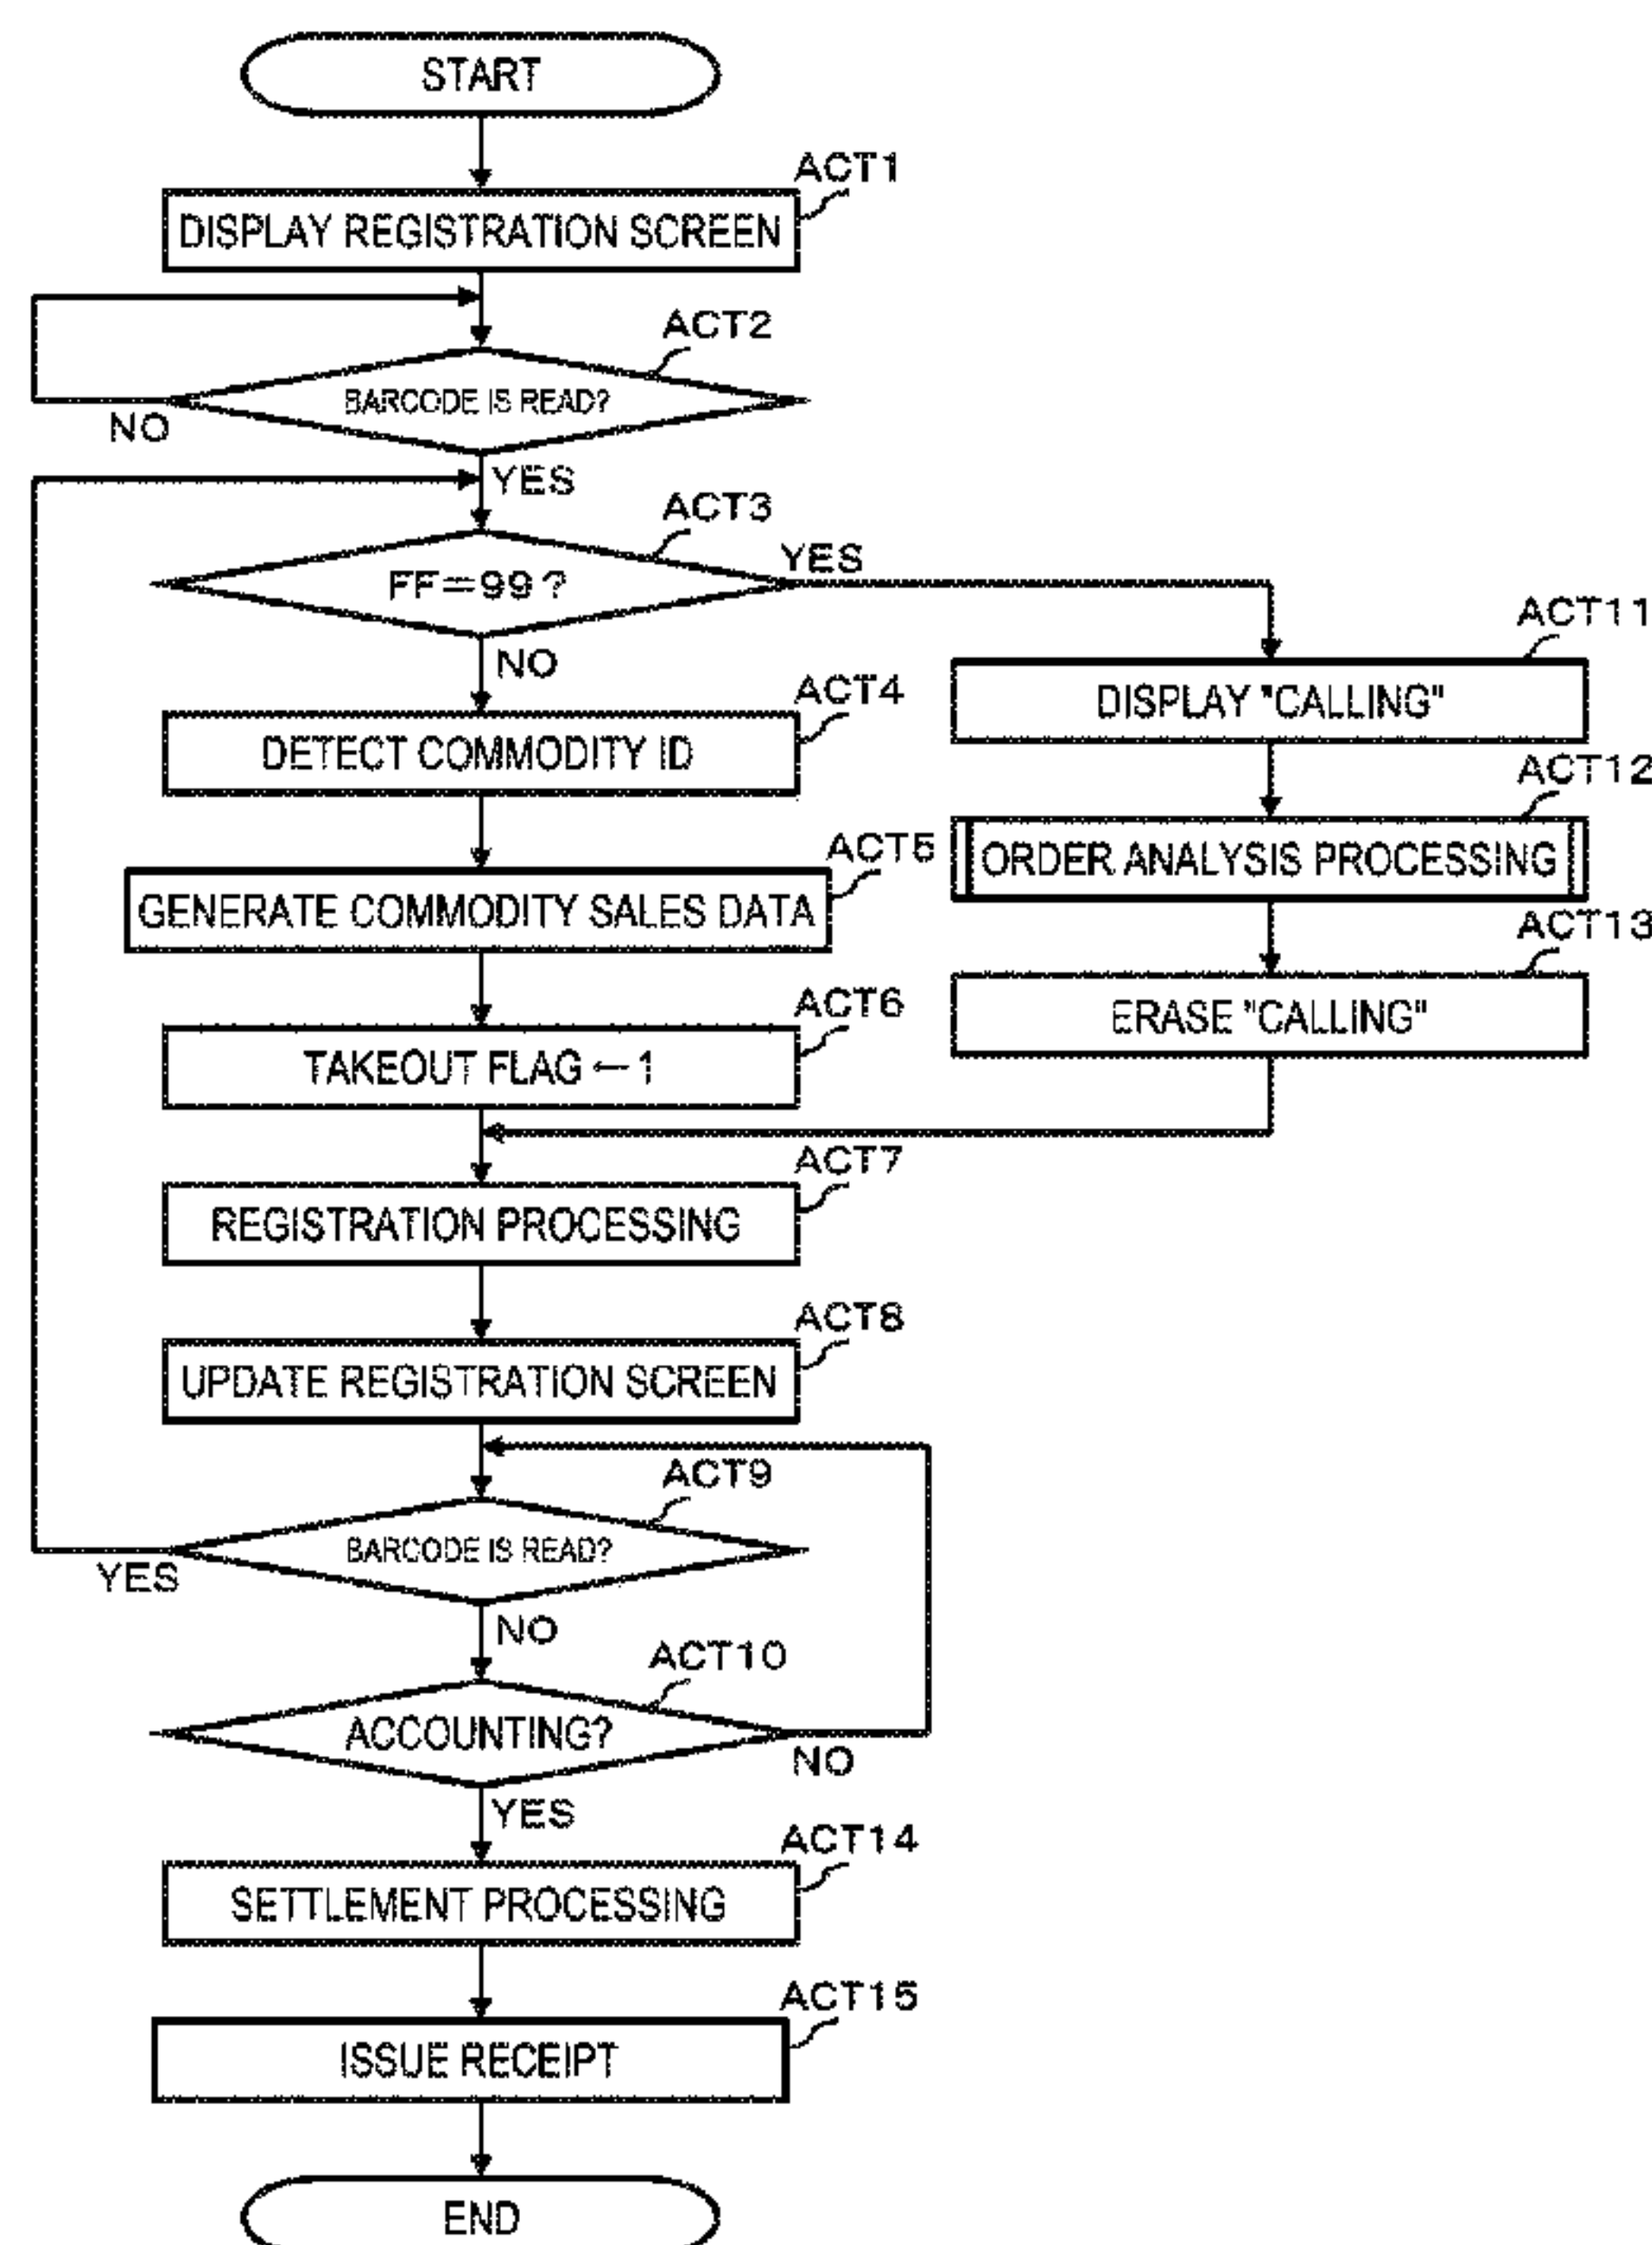 START
ACT1
DISPLAY REGISTRATION SCREEN
ACT2
BARCODE IS READ?
NO
YES
ACT3
FF=99?
YES
NO
ACT11
DISPLAY "CALLING"
ACT4
DETECT COMMODITY ID
ACT12
ORDER ANALYSIS PROCESSING
ACT5
GENERATE COMMODITY SALES DATA
ACT13
ERASE "CALLING"
ACT6
TAKEOUT FLAG ← 1
ACT7
REGISTRATION PROCESSING
ACT8
UPDATE REGISTRATION SCREEN
ACT9
BARCODE IS READ?
YES
NO
ACT10
ACCOUNTING?
NO
YES
ACT14
SETTLEMENT PROCESSING
ACT15
ISSUE RECEIPT
END